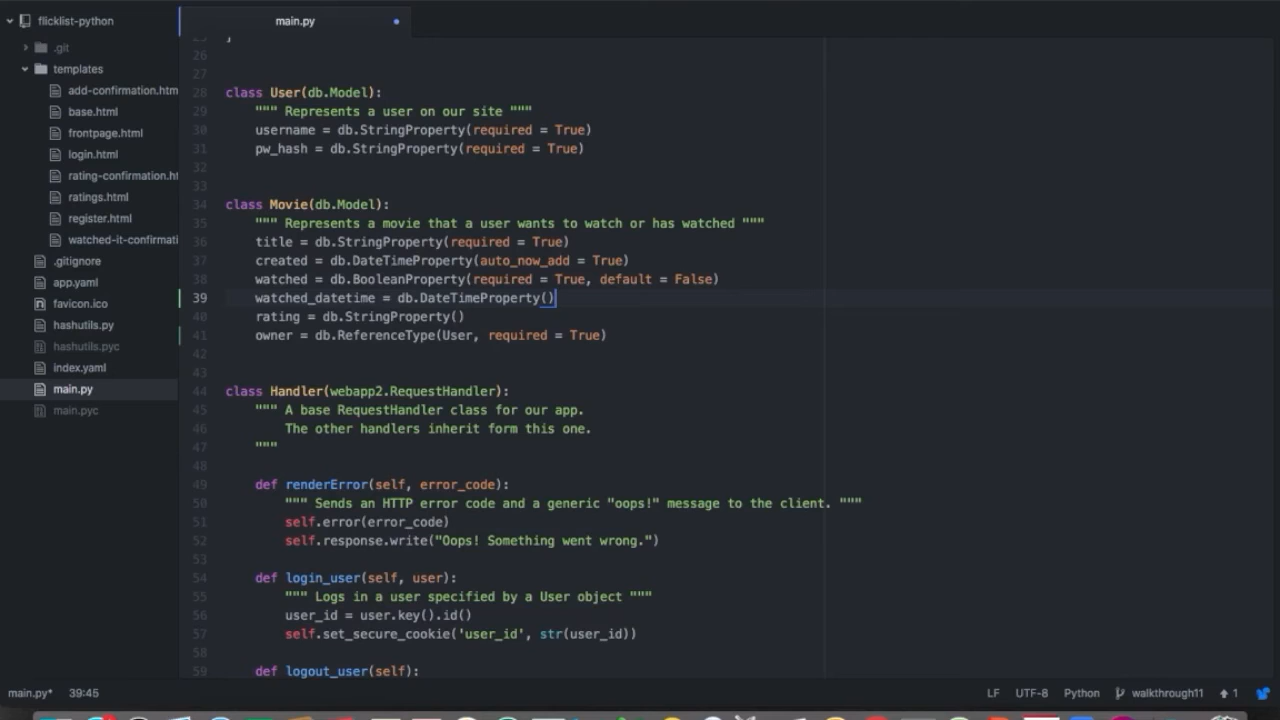 flicklist-python
main.py
.git
templates
add-confirmation.htm
base.html
frontpage.html
login.html
rating-confirmation.ht
ratings.html
register.html
watched-it-confirmati
.gitignore
app.yaml
favicon.ico
hashutils.py
hashutils.pyc
index.yaml
main.py
main.pyc
25 }
26
27
28 class User(db.Model):
29 """ Represents a user on our site """
30 username = db.StringProperty(required = True)
31 pw_hash = db.StringProperty(required = True)
32
33
34 class Movie(db.Model):
35 """ Represents a movie that a user wants to watch or has watched """
36 title = db.StringProperty(required = True)
37 created = db.DateTimeProperty(auto_now_add = True)
38 watched = db.BooleanProperty(required = True, default = False)
39 watched_datetime = db.DateTimeProperty()
40 rating = db.StringProperty()
41 owner = db.ReferenceType(User, required = True)
42
43
44 class Handler(webapp2.RequestHandler):
45 """ A base RequestHandler class for our app.
46 The other handlers inherit form this one.
47 """
48
49 def renderError(self, error_code):
50 """ Sends an HTTP error code and a generic "oops!" message to the client. """
51 self.error(error_code)
52 self.response.write("Oops! Something went wrong.")
53
54 def login_user(self, user):
55 """ Logs in a user specified by a User object """
56 user_id = user.key().id()
57 self.set_secure_cookie('user_id', str(user_id))
58
59 def logout_user(self):
main.py* 39:45 LF UTF-8 Python walkthrough11 1